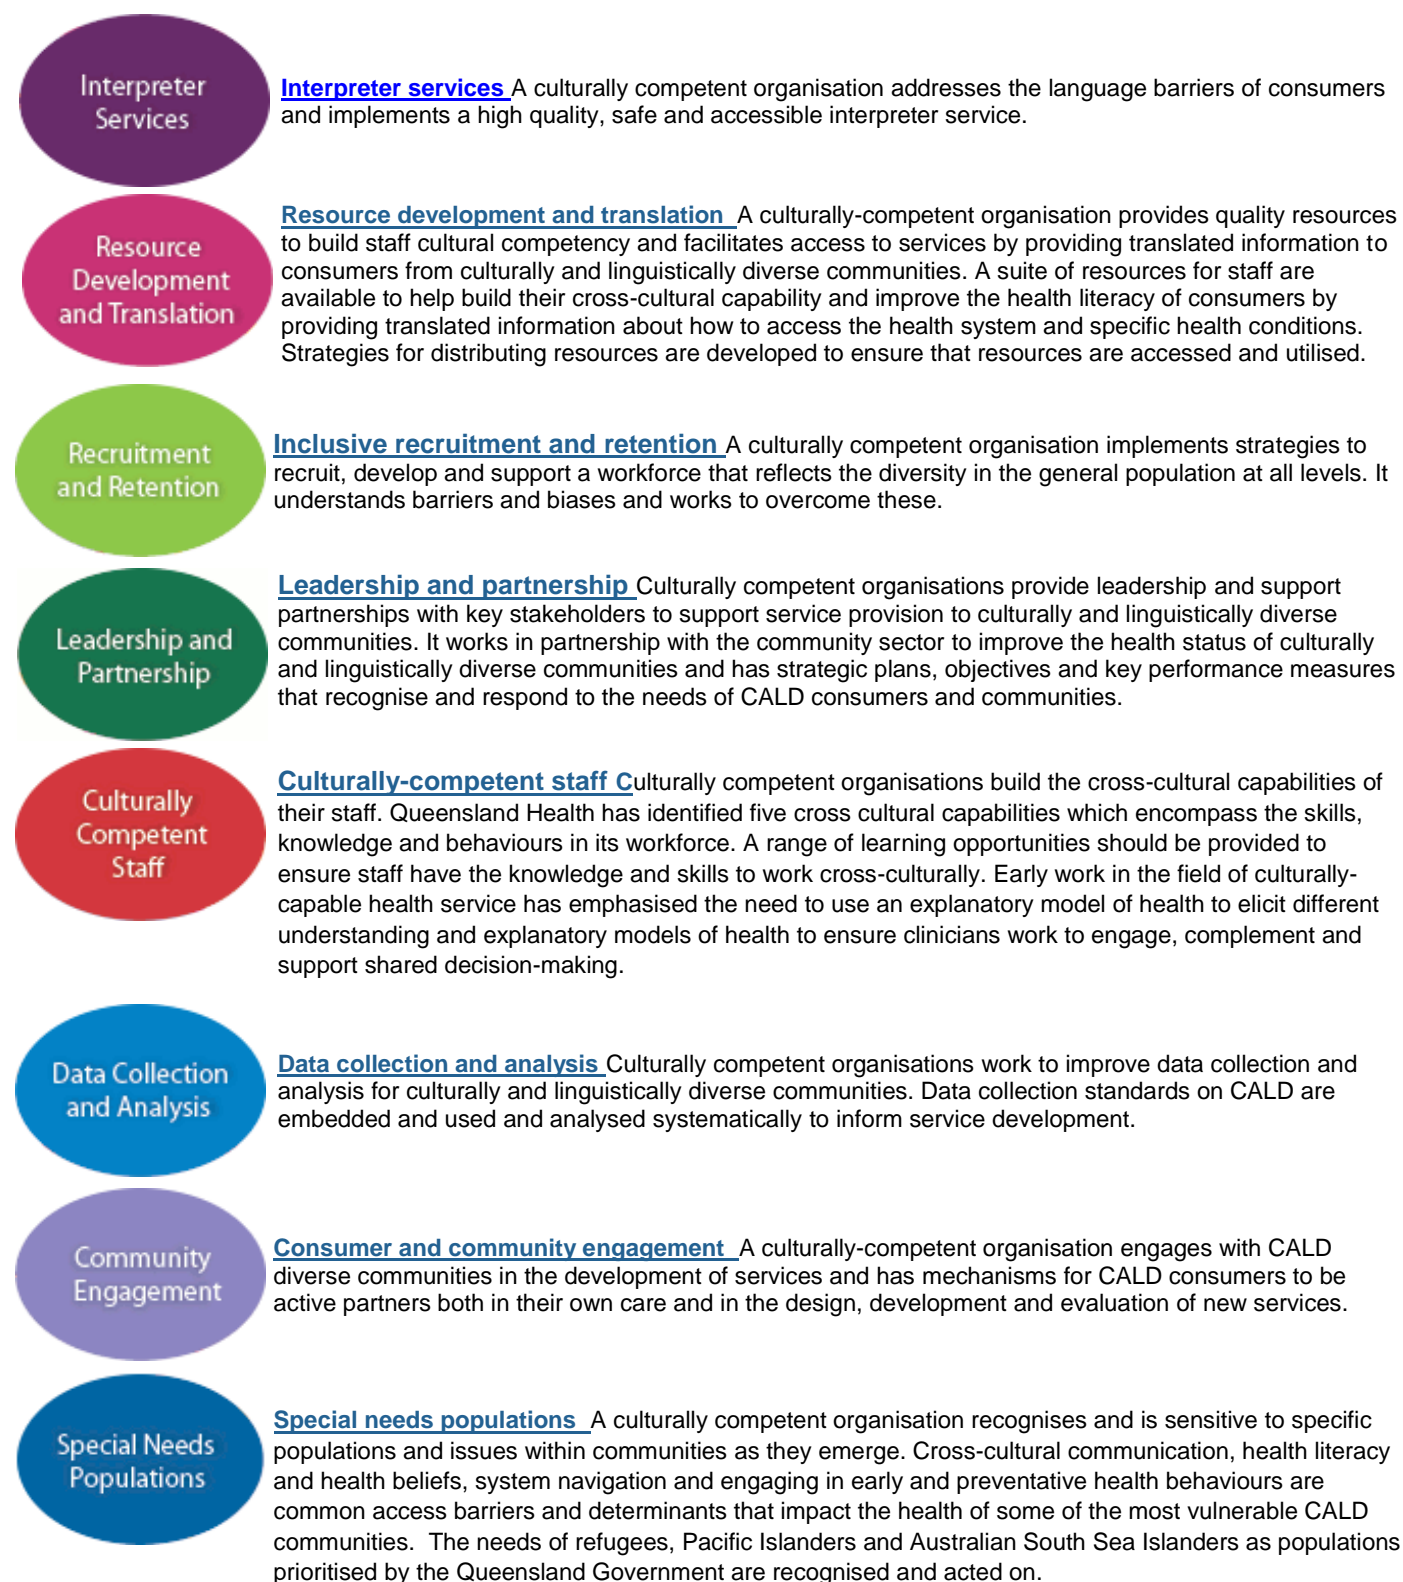 Interpreter
Services
Interpreter services A culturally competent organisation addresses the language barriers of consumers
and implements a high quality, safe and accessible interpreter service.
Resource
Development
and Translation
Resource development and translation A culturally-competent organisation provides quality resources
to build staff cultural competency and facilitates access to services by providing translated information to
consumers from culturally and linguistically diverse communities. A suite of resources for staff are
available to help build their cross-cultural capability and improve the health literacy of consumers by
providing translated information about how to access the health system and specific health conditions.
Strategies for distributing resources are developed to ensure that resources are accessed and utilised.
Recruitment
and Retention
Inclusive recruitment and retention A culturally competent organisation implements strategies to
recruit, develop and support a workforce that reflects the diversity in the general population at all levels. It
understands barriers and biases and works to overcome these.
Leadership and
Partnership
Leadership and partnership Culturally competent organisations provide leadership and support
partnerships with key stakeholders to support service provision to culturally and linguistically diverse
communities. It works in partnership with the community sector to improve the health status of culturally
and linguistically diverse communities and has strategic plans, objectives and key performance measures
that recognise and respond to the needs of CALD consumers and communities.
Culturally
Competent
Staff
Culturally-competent staff Culturally competent organisations build the cross-cultural capabilities of
their staff. Queensland Health has identified five cross cultural capabilities which encompass the skills,
knowledge and behaviours in its workforce. A range of learning opportunities should be provided to
ensure staff have the knowledge and skills to work cross-culturally. Early work in the field of culturally-
capable health service has emphasised the need to use an explanatory model of health to elicit different
understanding and explanatory models of health to ensure clinicians work to engage, complement and
support shared decision-making.
Data Collection
and Analysis
Data collection and analysis Culturally competent organisations work to improve data collection and
analysis for culturally and linguistically diverse communities. Data collection standards on CALD are
embedded and used and analysed systematically to inform service development.
Community
Engagement
Consumer and community engagement A culturally-competent organisation engages with CALD
diverse communities in the development of services and has mechanisms for CALD consumers to be
active partners both in their own care and in the design, development and evaluation of new services.
Special Needs
Populations
Special needs populations A culturally competent organisation recognises and is sensitive to specific
populations and issues within communities as they emerge. Cross-cultural communication, health literacy
and health beliefs, system navigation and engaging in early and preventative health behaviours are
common access barriers and determinants that impact the health of some of the most vulnerable CALD
communities. The needs of refugees, Pacific Islanders and Australian South Sea Islanders as populations
prioritised by the Queensland Government are recognised and acted on.